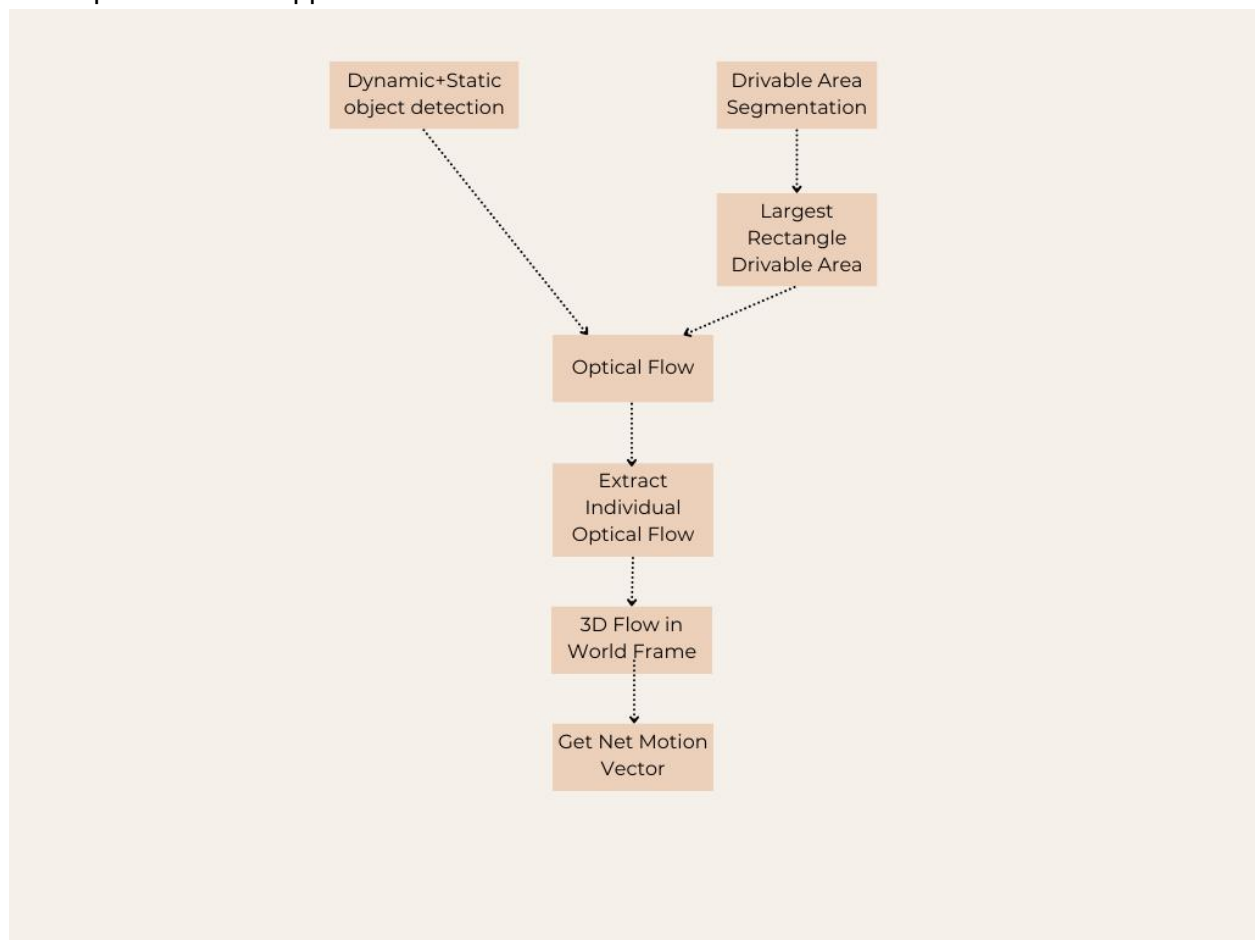 Dynamic+Static
object detection
Drivable Area
Segmentation
Largest
Rectangle
Drivable Area
Optical Flow
Extract
Individual
Optical Flow
3D Flow in
World Frame
Get Net Motion
Vector